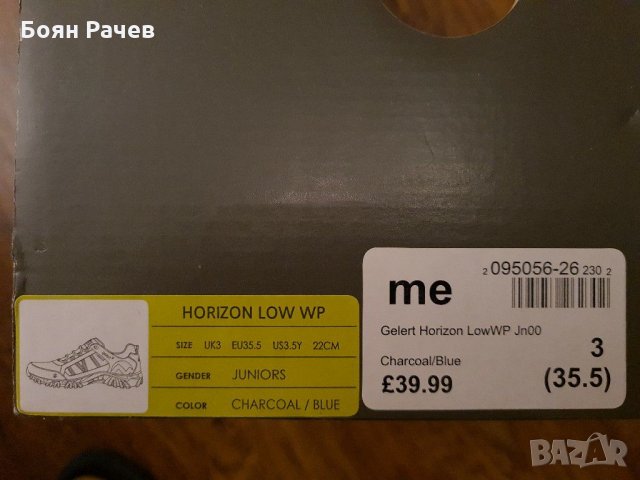 Боян Рачев
HORIZON LOW WP
SIZE UK3 EU35.5 US3.5Y 22CM
GENDER JUNIORS
COLOR CHARCOAL / BLUE
me
2 095056-26 230 2
Gelert Horizon LowWP Jn00
Charcoal/Blue
3
£39.99
(35.5)
BAZAR